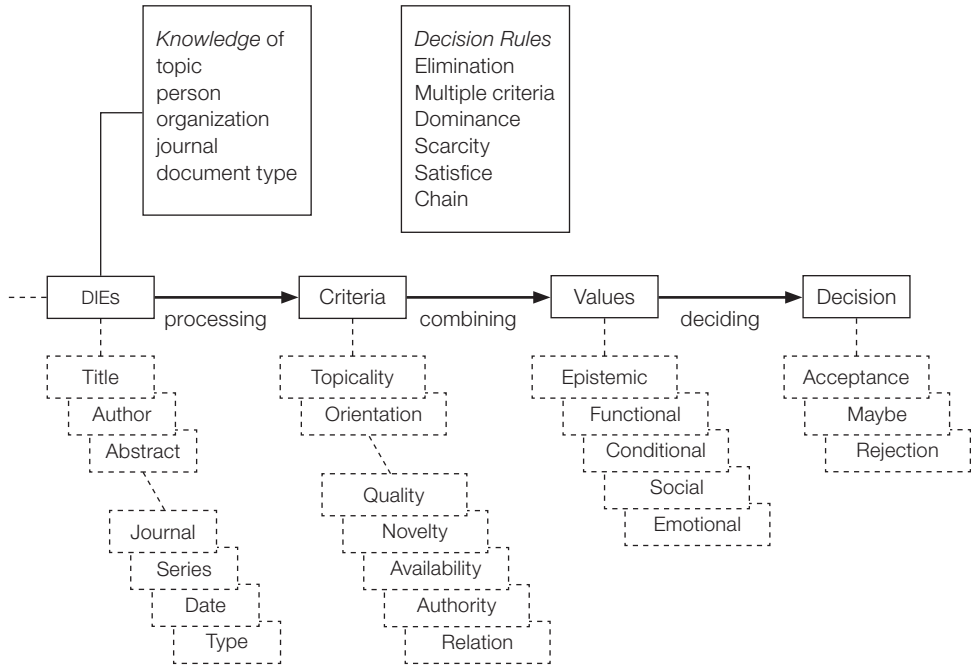 Knowledge of
topic
person
organization
journal
document type
Decision Rules
Elimination
Multiple criteria
Dominance
Scarcity
Satisfice
Chain
DIEs
processing
Criteria
combining
Values
deciding
Decision
Title
Author
Abstract
Journal
Series
Date
Type
Topicality
Orientation
Quality
Novelty
Availability
Authority
Relation
Epistemic
Functional
Conditional
Social
Emotional
Acceptance
Maybe
Rejection